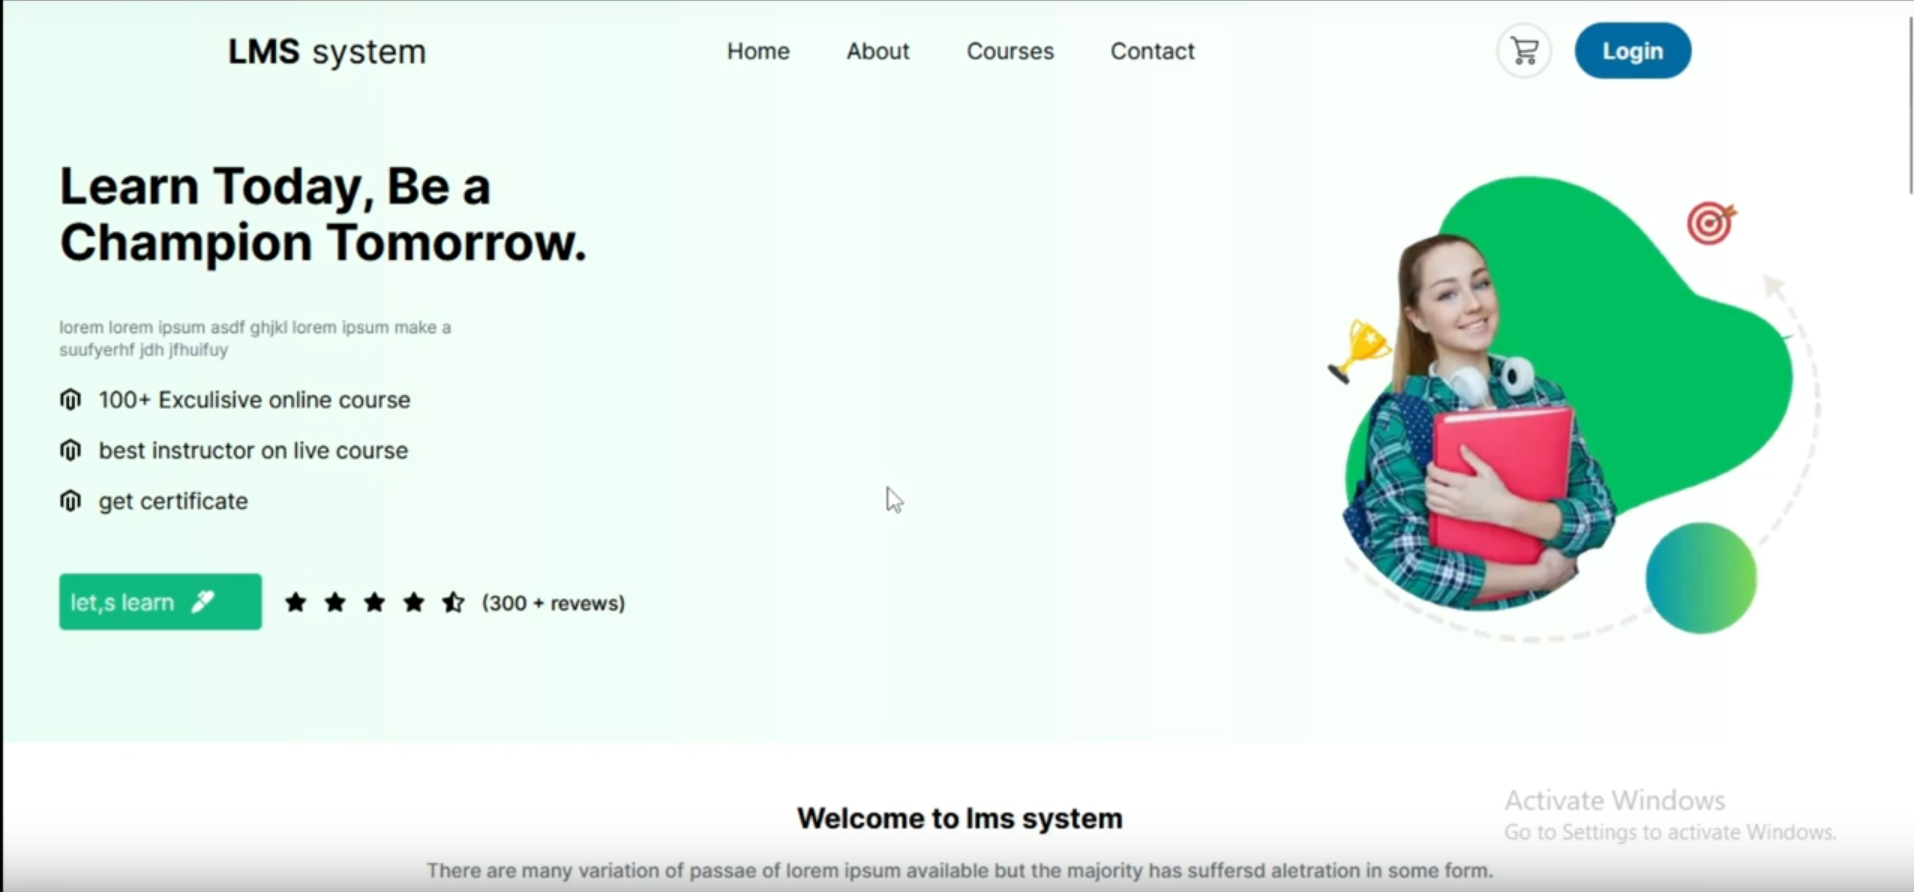 LMS system
Home
About
Courses
Contact
Login
Learn Today, Be a
Champion Tomorrow.
lorem lorem ipsum asdf ghjkl lorem ipsum make a
suufyerhf jdh jfhuifuy
100+ Exculisive online course
best instructor on live course
get certificate
let,s learn
(300 + revews)
Welcome to lms system
There are many variation of passae of lorem ipsum available but the majority has suffersd aletration in some form.
Activate Windows
Go to Settings to activate Windows.